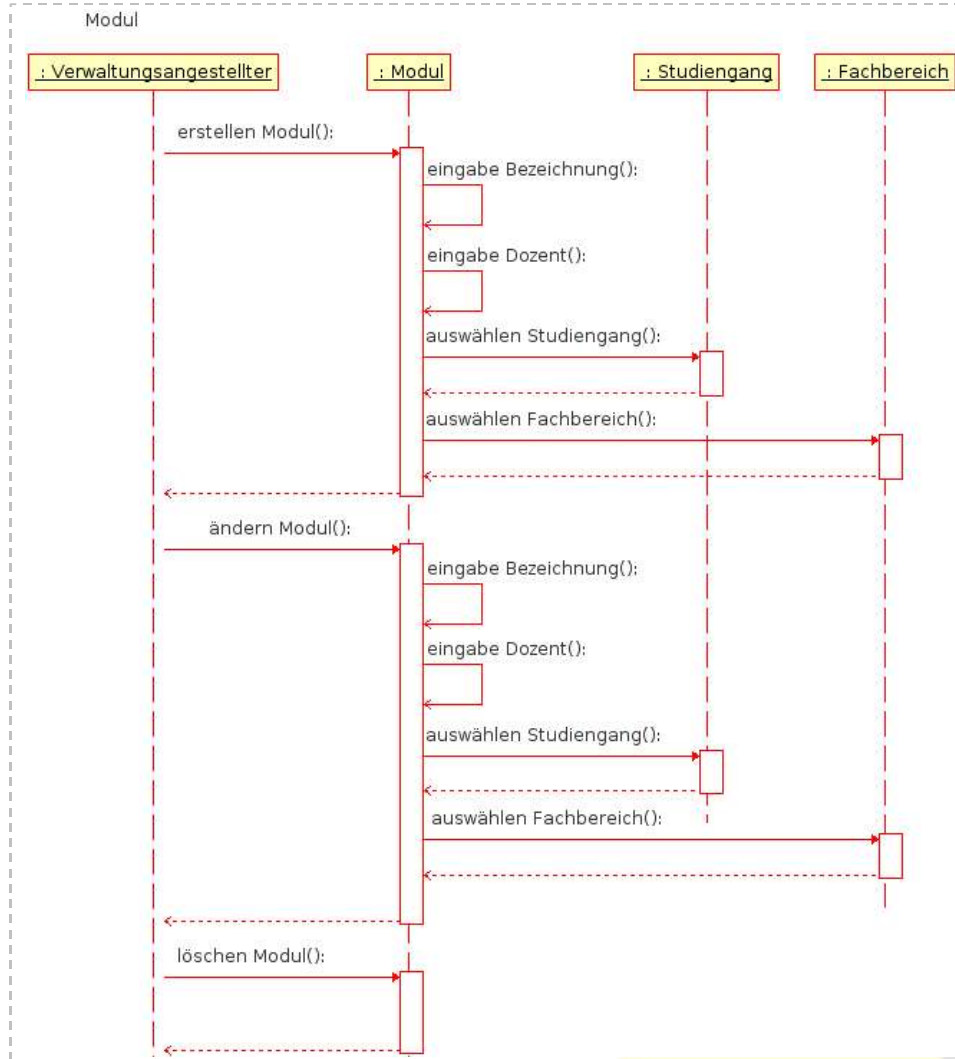 Modul
: Verwaltungsangestellter
: Modul
: Studiengang
: Fachbereich
erstellen Modul():
eingabe Bezeichnung():
eingabe Dozent():
auswählen Studiengang():
auswählen Fachbereich():
ändern Modul():
eingabe Bezeichnung():
eingabe Dozent():
auswählen Studiengang():
auswählen Fachbereich():
löschen Modul():